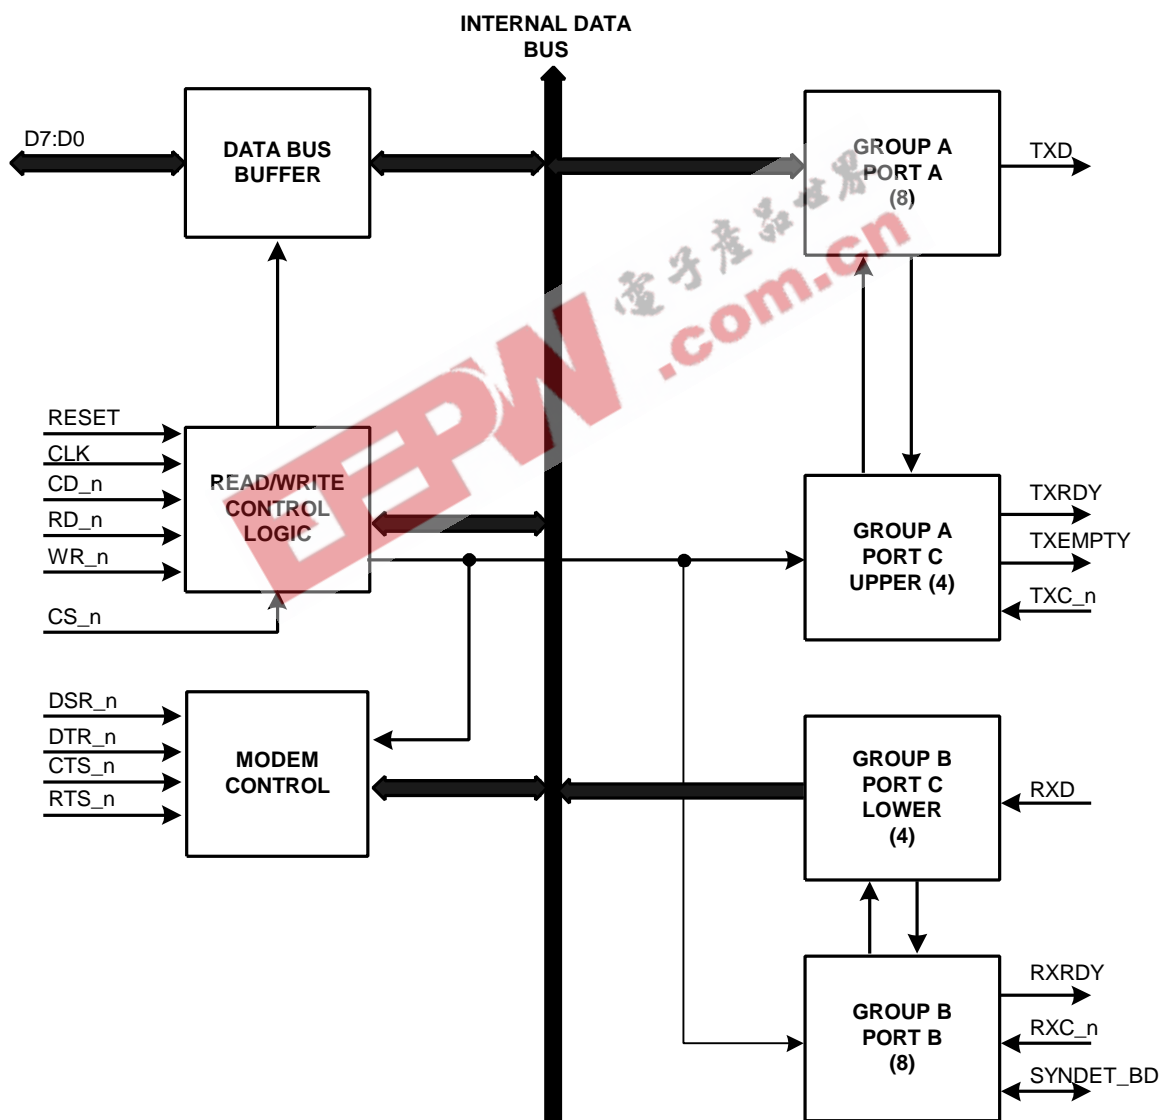 INTERNAL DATA
BUS
D7:D0
DATA BUS
BUFFER
GROUP A
PORT A
(8)
TXD
電子產品世界
.com.cn
EEPW
RESET
CLK
CD_n
RD_n
WR_n
CS_n
READ/WRITE
CONTROL
LOGIC
GROUP A
PORT C
UPPER (4)
TXRDY
TXEMPTY
TXC_n
DSR_n
DTR_n
CTS_n
RTS_n
MODEM
CONTROL
GROUP B
PORT C
LOWER
(4)
RXD
GROUP B
PORT B
(8)
RXRDY
RXC_n
SYNDET_BD